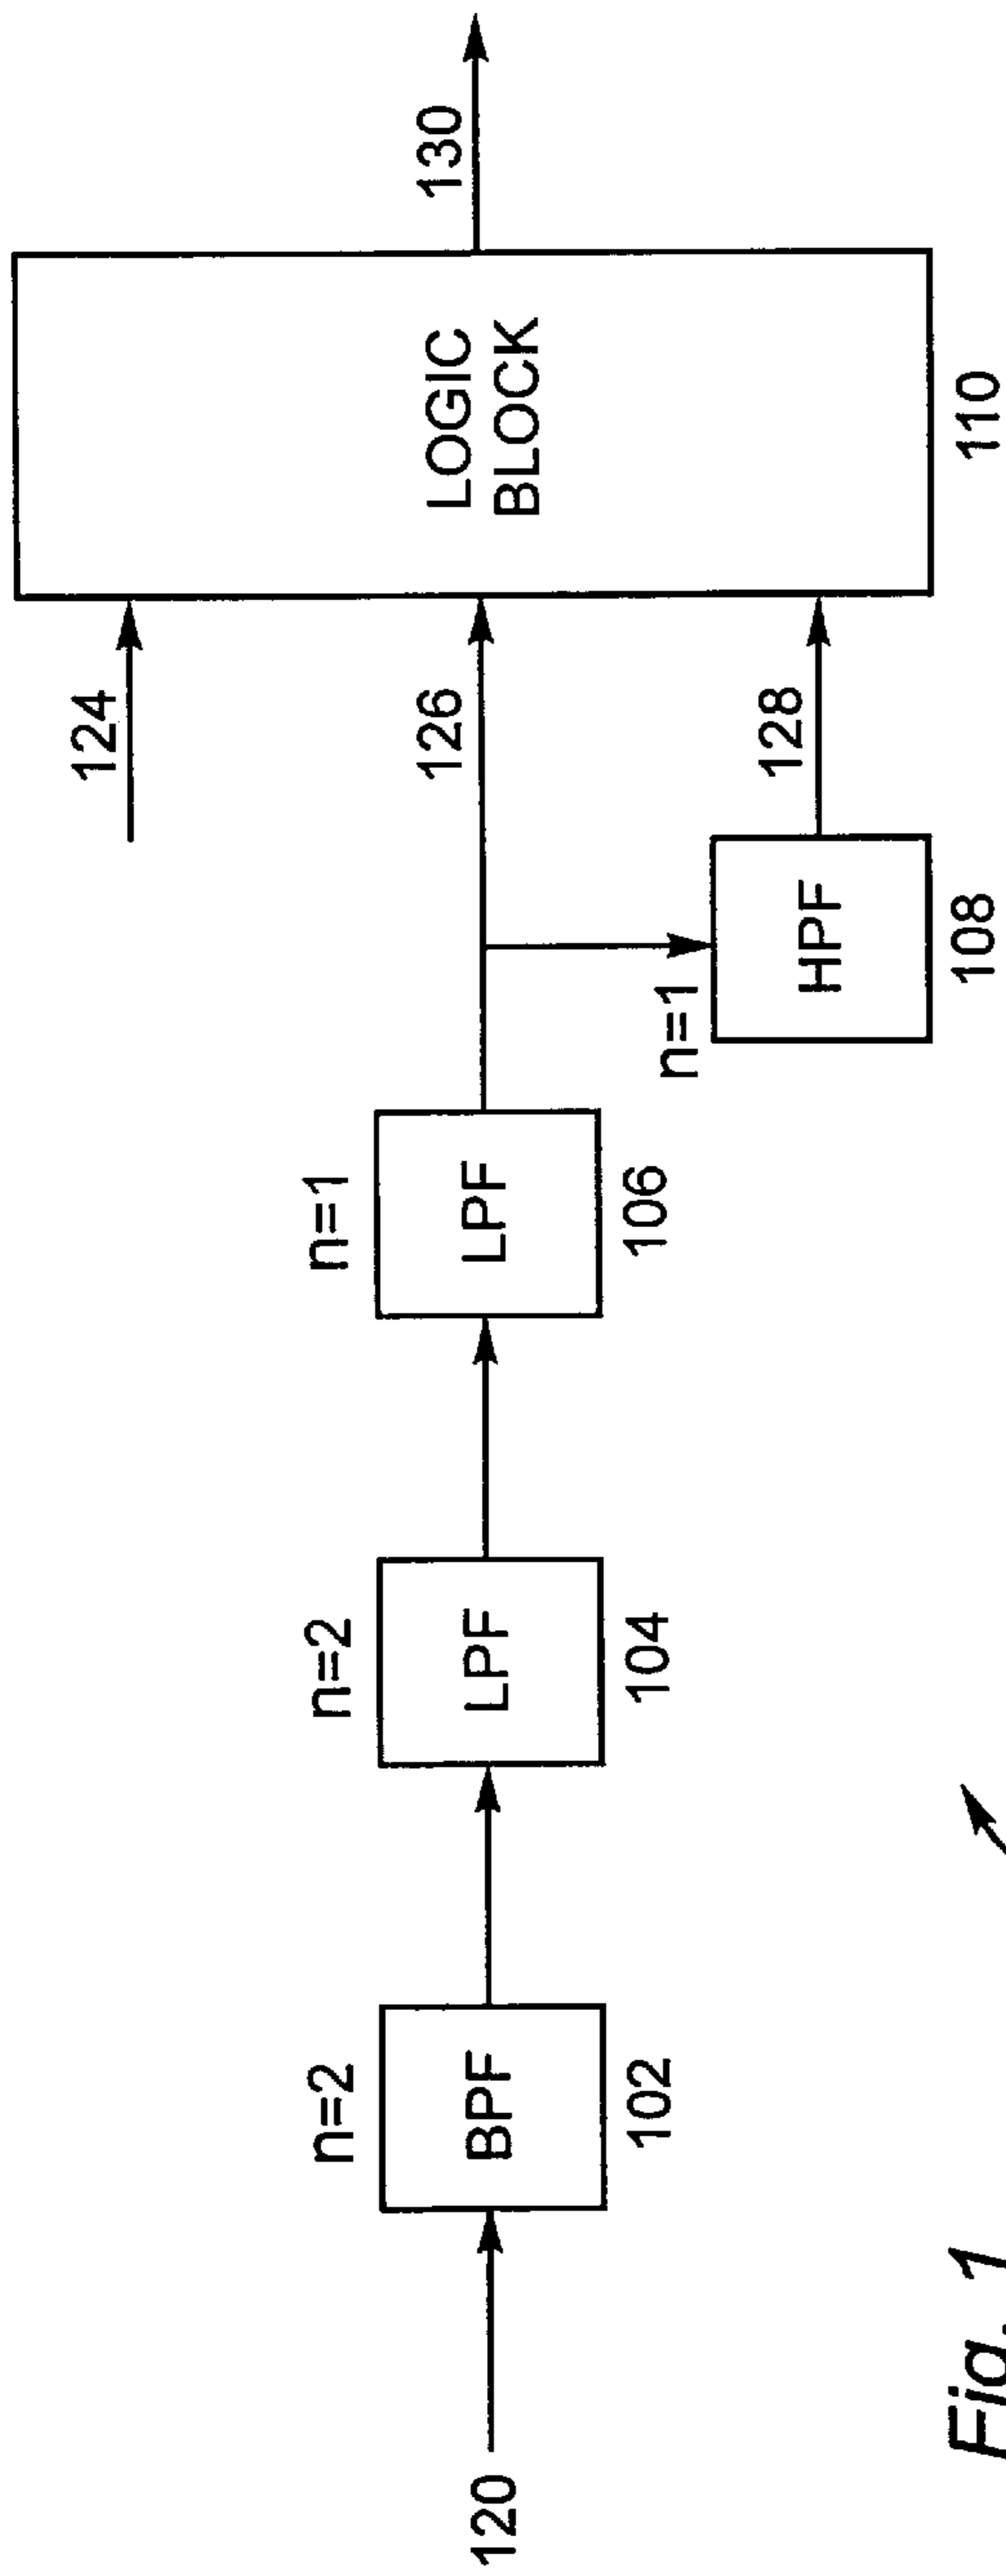 120
n=2
BPF
102
n=2
LPF
104
n=1
LPF
106
n=1
HPF
108
124
126
128
LOGIC
BLOCK
110
130
Fig. 1